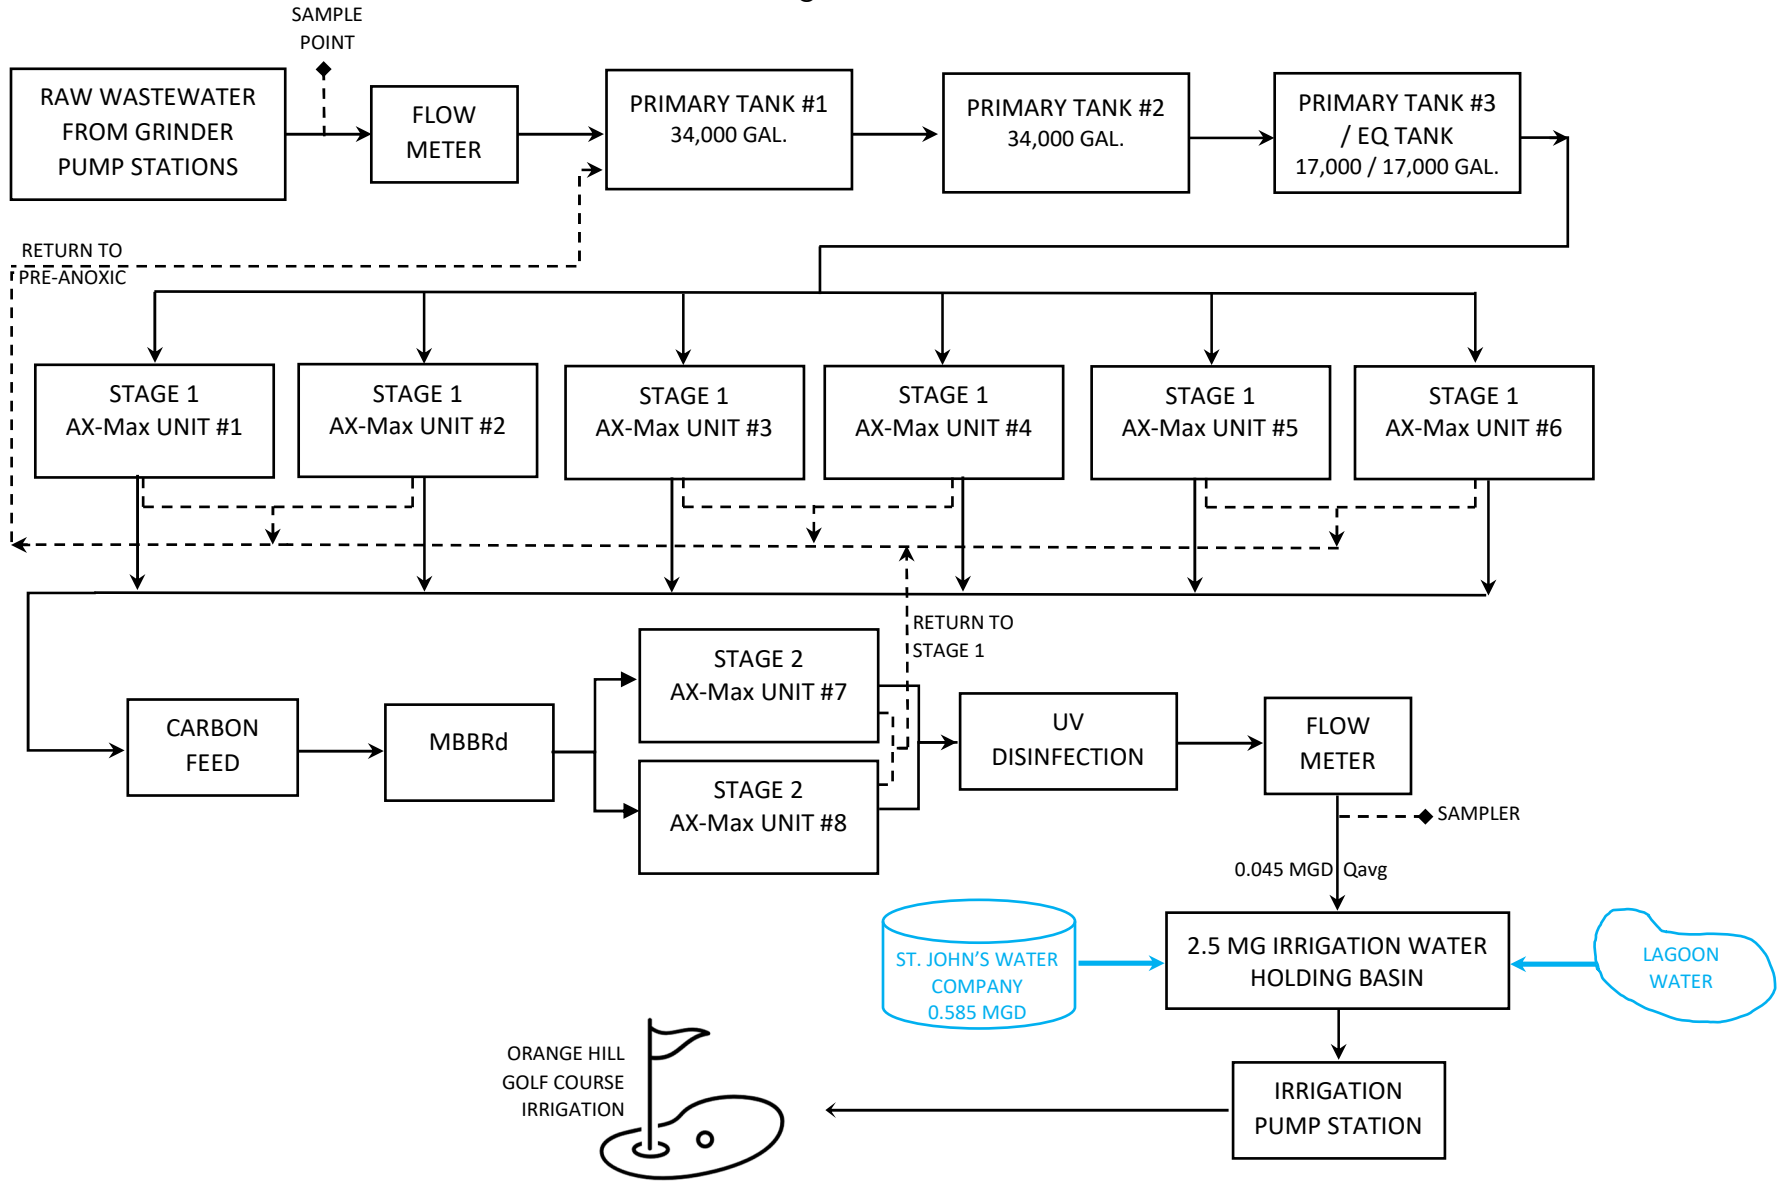 SAMPLE
POINT
RAW WASTEWATER
FROM GRINDER
PUMP STATIONS
FLOW
METER
PRIMARY TANK #1
34,000 GAL.
PRIMARY TANK #2
34,000 GAL.
PRIMARY TANK #3
/ EQ TANK
17,000 / 17,000 GAL.
RETURN TO
PRE-ANOXIC
STAGE 1
AX-Max UNIT #1
STAGE 1
AX-Max UNIT #2
STAGE 1
AX-Max UNIT #3
STAGE 1
AX-Max UNIT #4
STAGE 1
AX-Max UNIT #5
STAGE 1
AX-Max UNIT #6
RETURN TO
STAGE 1
CARBON
FEED
MBBRd
STAGE 2
AX-Max UNIT #7
STAGE 2
AX-Max UNIT #8
UV
DISINFECTION
FLOW
METER
SAMPLER
0.045 MGD Qavg
ST. JOHN'S WATER
COMPANY
0.585 MGD
2.5 MG IRRIGATION WATER
HOLDING BASIN
LAGOON
WATER
ORANGE HILL
GOLF COURSE
IRRIGATION
IRRIGATION
PUMP STATION